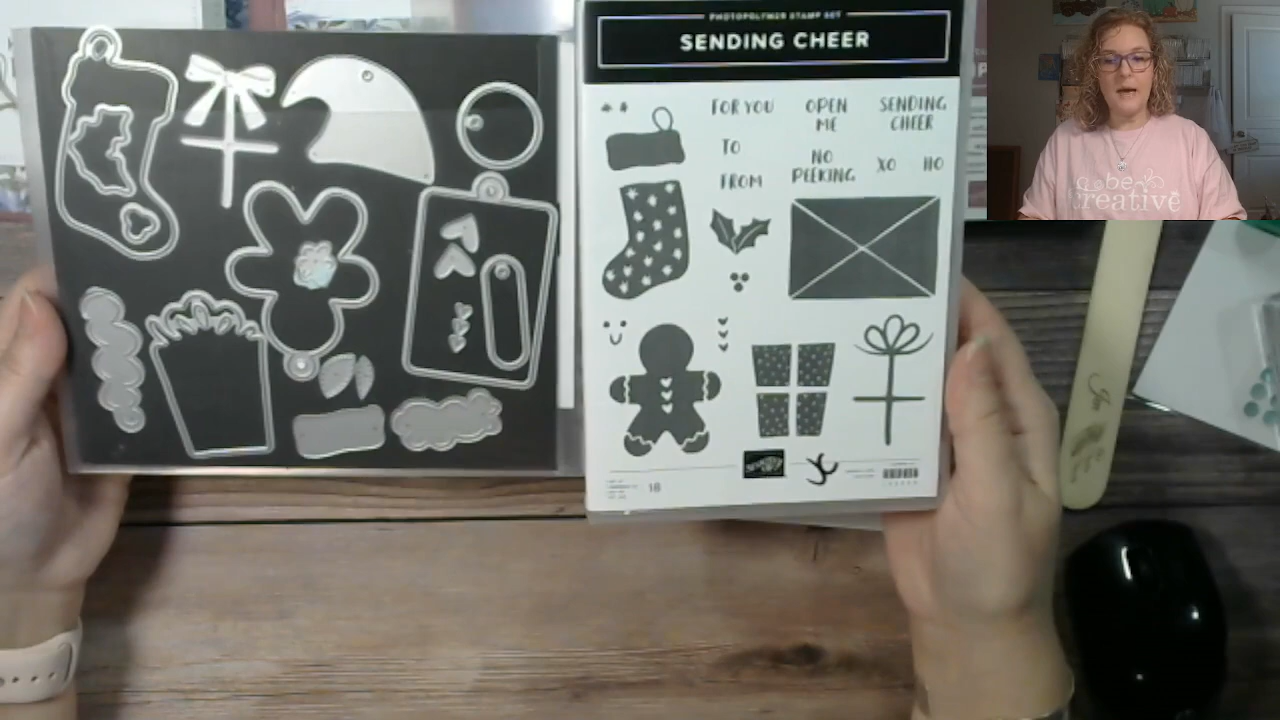 PHOTOPOLYMER STAMP SET
SENDING CHEER
FOR YOU
OPEN
ME
SENDING
CHEER
TO
NO
PEEKING
XO
HO
FROM
18
be
creative